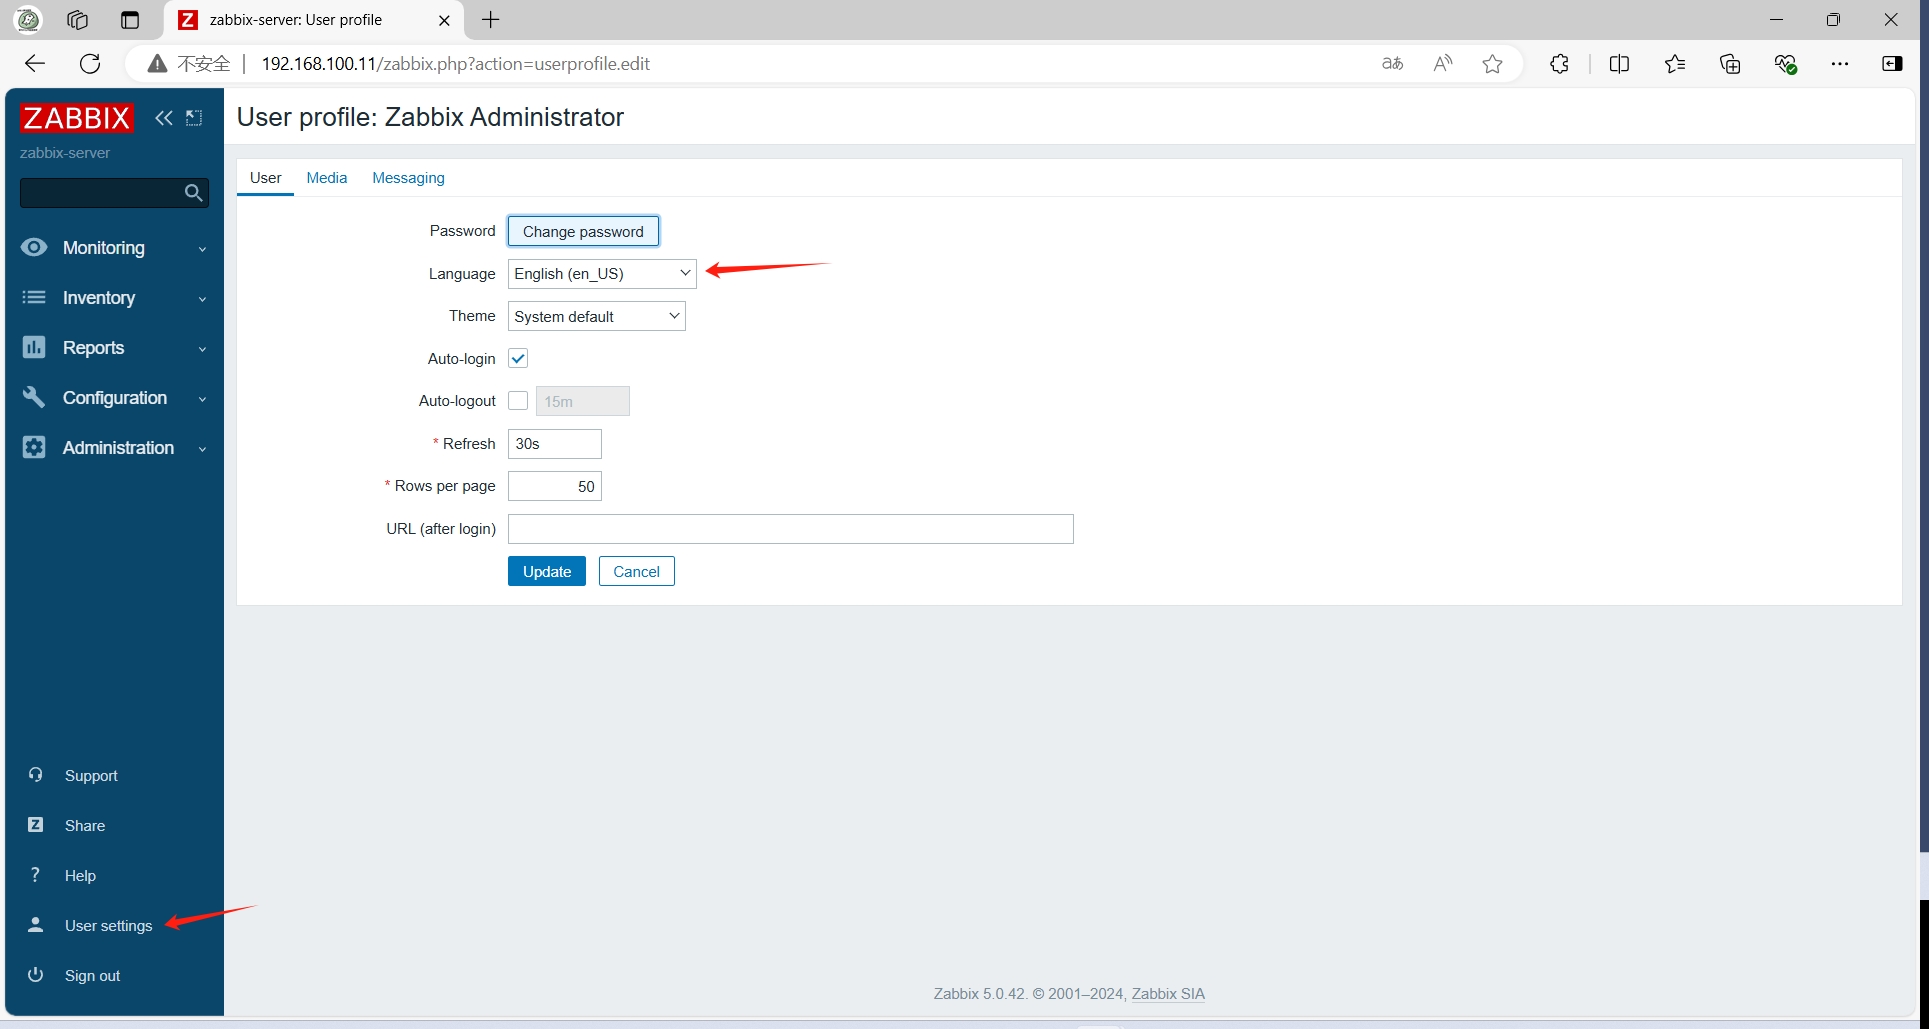 zabbix-server: User profile
不安全 192.168.100.11/zabbix.php?action=userprofile.edit
ZABBIX
zabbix-server
Monitoring
Inventory
Reports
Configuration
Administration
Support
Share
Help
User settings
Sign out
User profile: Zabbix Administrator
User Media Messaging
Password Change password
Language English (en_US)
Theme System default
Auto-login
Auto-logout 15m
* Refresh 30s
* Rows per page 50
URL (after login)
Update Cancel
Zabbix 5.0.42. © 2001–2024, Zabbix SIA